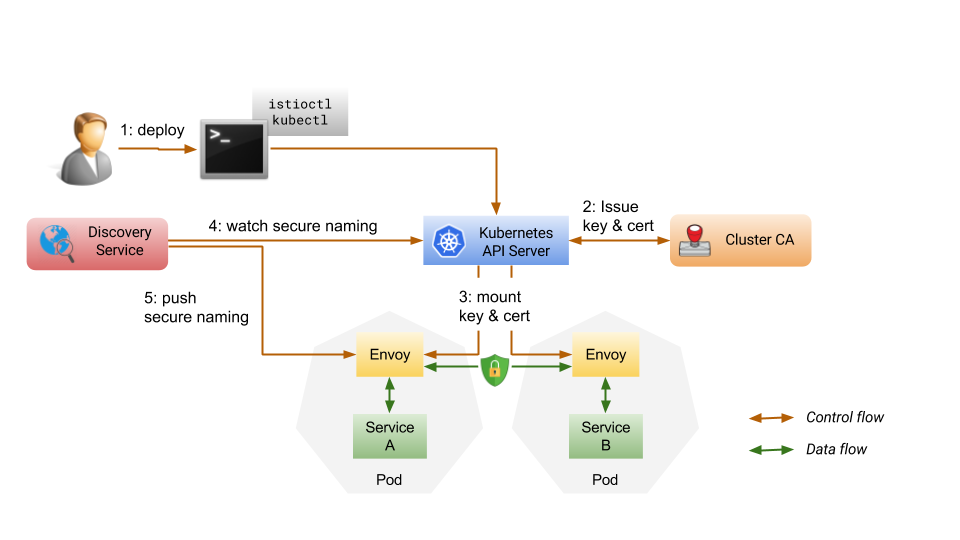 istioctl
kubectl
1: deploy
>_
Discovery
Service
4: watch secure naming
Kubernetes
API Server
2: Issue
key & cert
Cluster CA
5: push
secure naming
3: mount
key & cert
Envoy
Envoy
Service
A
Service
B
Pod
Pod
Control flow
Data flow